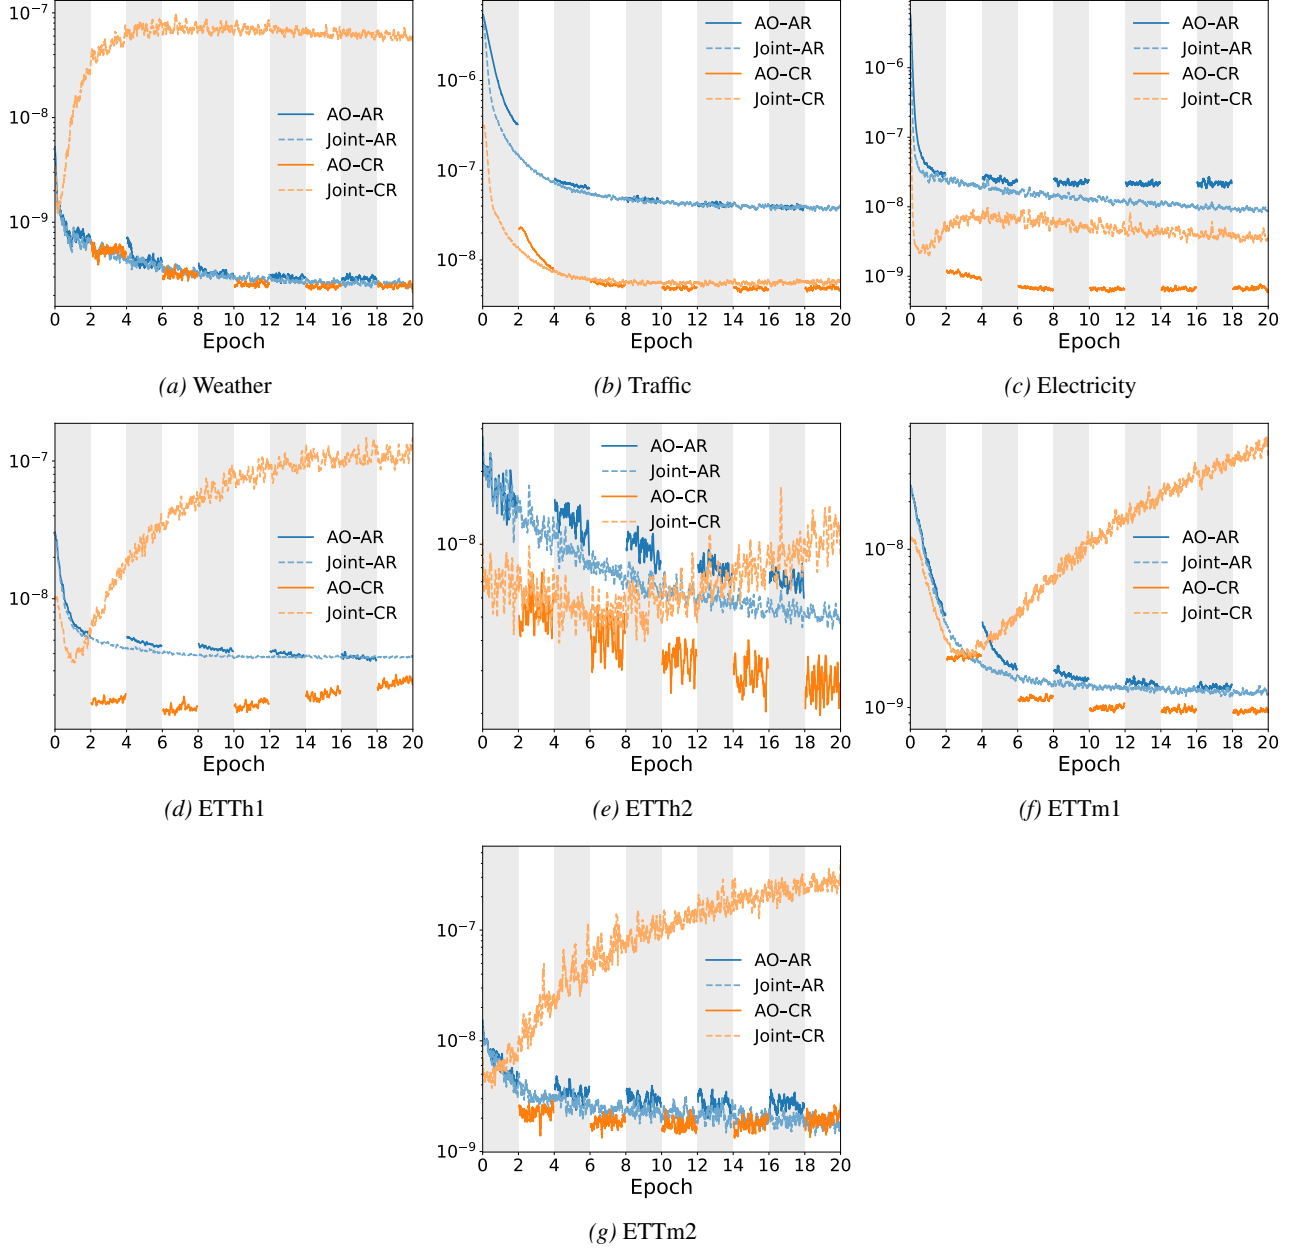 10⁻⁷
10⁻⁸
10⁻⁹
AO–AR
Joint–AR
AO–CR
Joint–CR
0 2 4 6 8 10 12 14 16 18 20
Epoch
(a) Weather
10⁻⁶
10⁻⁷
10⁻⁸
AO–AR
Joint–AR
AO–CR
Joint–CR
0 2 4 6 8 10 12 14 16 18 20
Epoch
(b) Traffic
10⁻⁶
10⁻⁷
10⁻⁸
10⁻⁹
AO–AR
Joint–AR
AO–CR
Joint–CR
0 2 4 6 8 10 12 14 16 18 20
Epoch
(c) Electricity
10⁻⁷
10⁻⁸
AO–AR
Joint–AR
AO–CR
Joint–CR
0 2 4 6 8 10 12 14 16 18 20
Epoch
(d) ETTh1
10⁻⁸
AO–AR
Joint–AR
AO–CR
Joint–CR
0 2 4 6 8 10 12 14 16 18 20
Epoch
(e) ETTh2
10⁻⁸
10⁻⁹
AO–AR
Joint–AR
AO–CR
Joint–CR
0 2 4 6 8 10 12 14 16 18 20
Epoch
(f) ETTm1
10⁻⁷
10⁻⁸
10⁻⁹
AO–AR
Joint–AR
AO–CR
Joint–CR
0 2 4 6 8 10 12 14 16 18 20
Epoch
(g) ETTm2